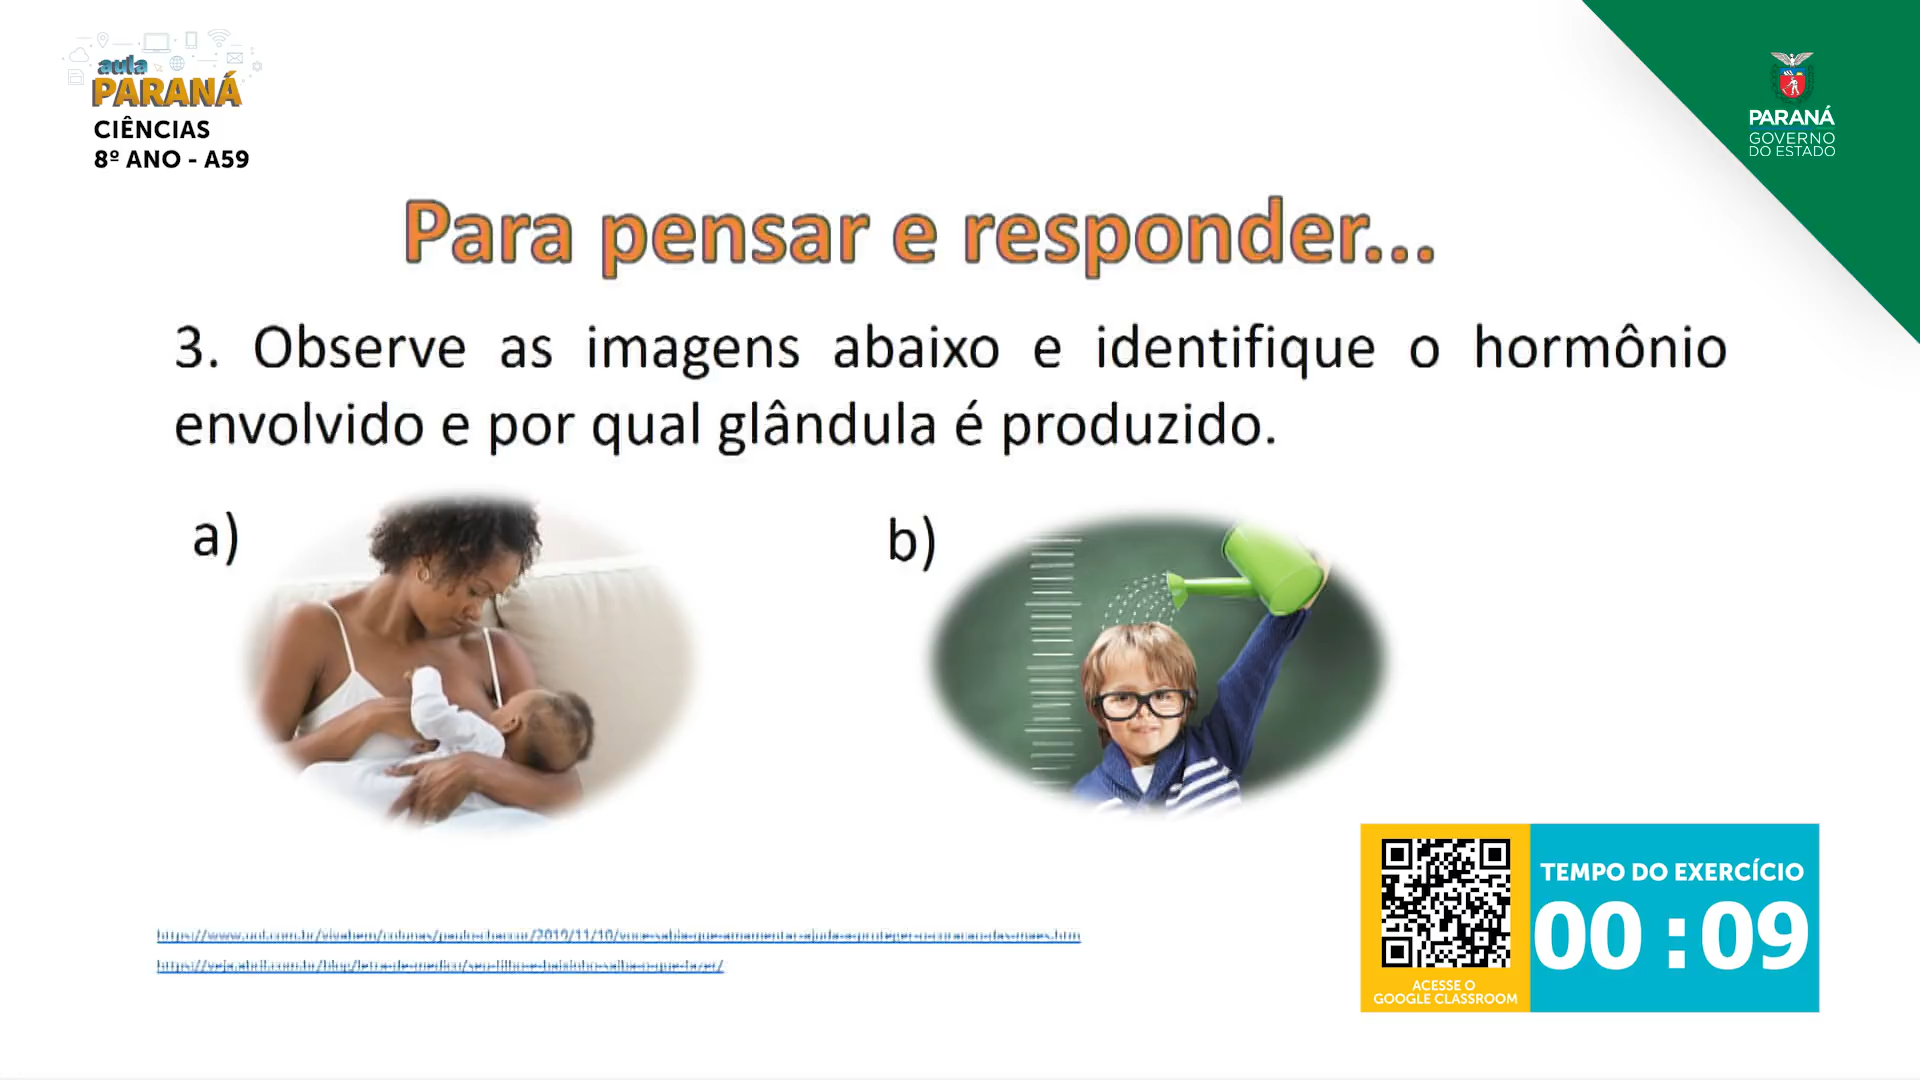 aula
PARANÁ
CIÊNCIAS
8º ANO - A59
PARANÁ
GOVERNO
DO ESTADO
Para pensar e responder...
3. Observe as imagens abaixo e identifique o hormônio
envolvido e por qual glândula é produzido.
a)
b)
TEMPO DO EXERCÍCIO
00:09
ACESSE O
GOOGLE CLASSROOM